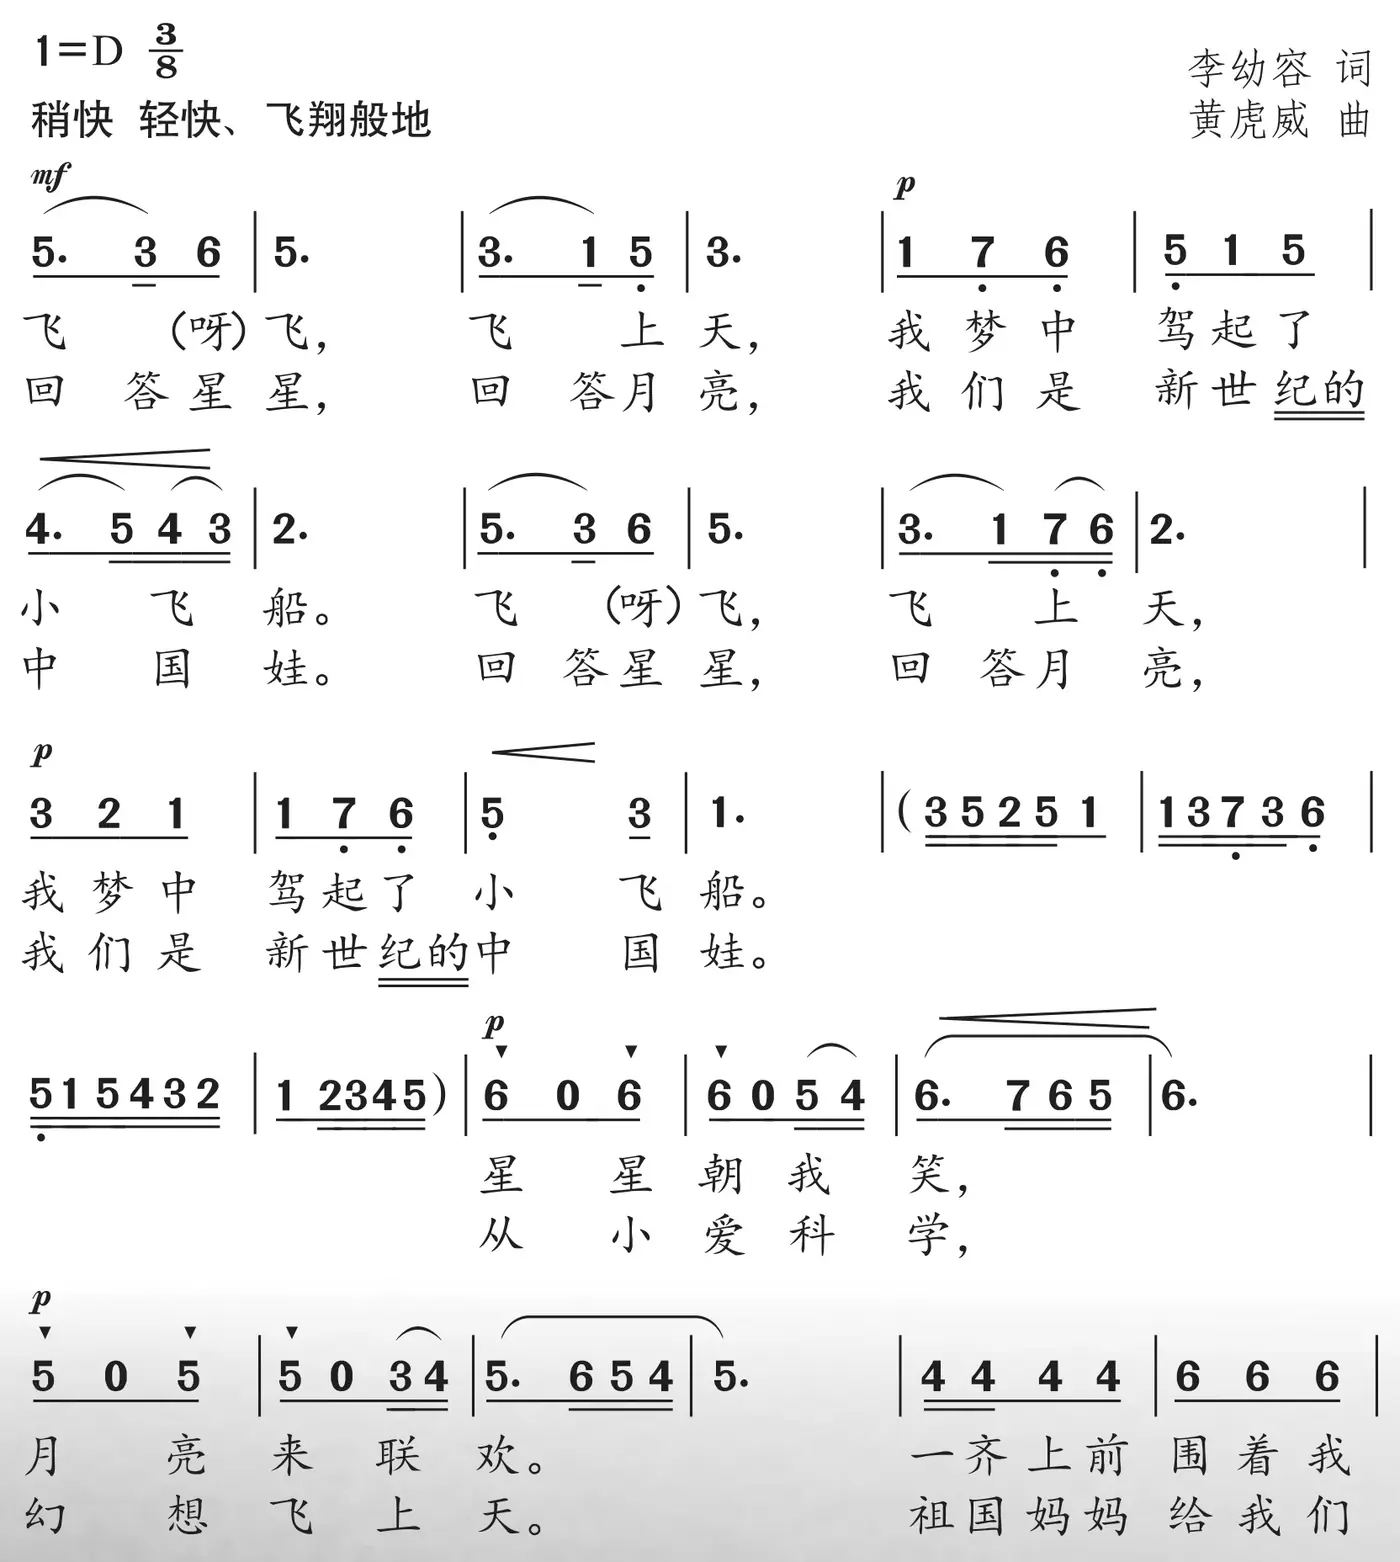 1=D 3/8
李幼容 词
稍快 轻快、飞翔般地
黄虎威 曲
mf p
5. 3 6 | 5. | 3. 1 5 | 3. | 1 7 6 | 5 1 5 |
飞 (呀)飞, 飞 上 天, 我 梦 中 驾 起 了
回 答 星 星, 回 答 月 亮, 我 们 是 新 世 纪的
4. 5 4 3 | 2. | 5. 3 6 | 5. | 3. 1 7 6 | 2. |
小 飞 船。 飞 (呀)飞, 飞 上 天,
中 国 娃。 回 答 星 星, 回 答 月 亮,
p
3 2 1 | 1 7 6 | 5 3 | 1. | (3 5 2 5 1 | 1 3 7 3 6 |
我 梦 中 驾 起 了 小 飞 船。
我 们 是 新 世 纪的 中 国 娃。
p
5 1 5 4 3 2 | 1 2 3 4 5) | 6 0 6 | 6 0 5 4 | 6. 7 6 5 | 6. |
星 星 朝 我 笑,
从 小 爱 科 学,
p
5 0 5 | 5 0 3 4 | 5. 6 5 4 | 5. | 4 4 4 4 | 6 6 6 |
月 亮 来 联 欢。 一 齐 上 前 围 着 我
幻 想 飞 上 天。 祖 国 妈 妈 给 我 们